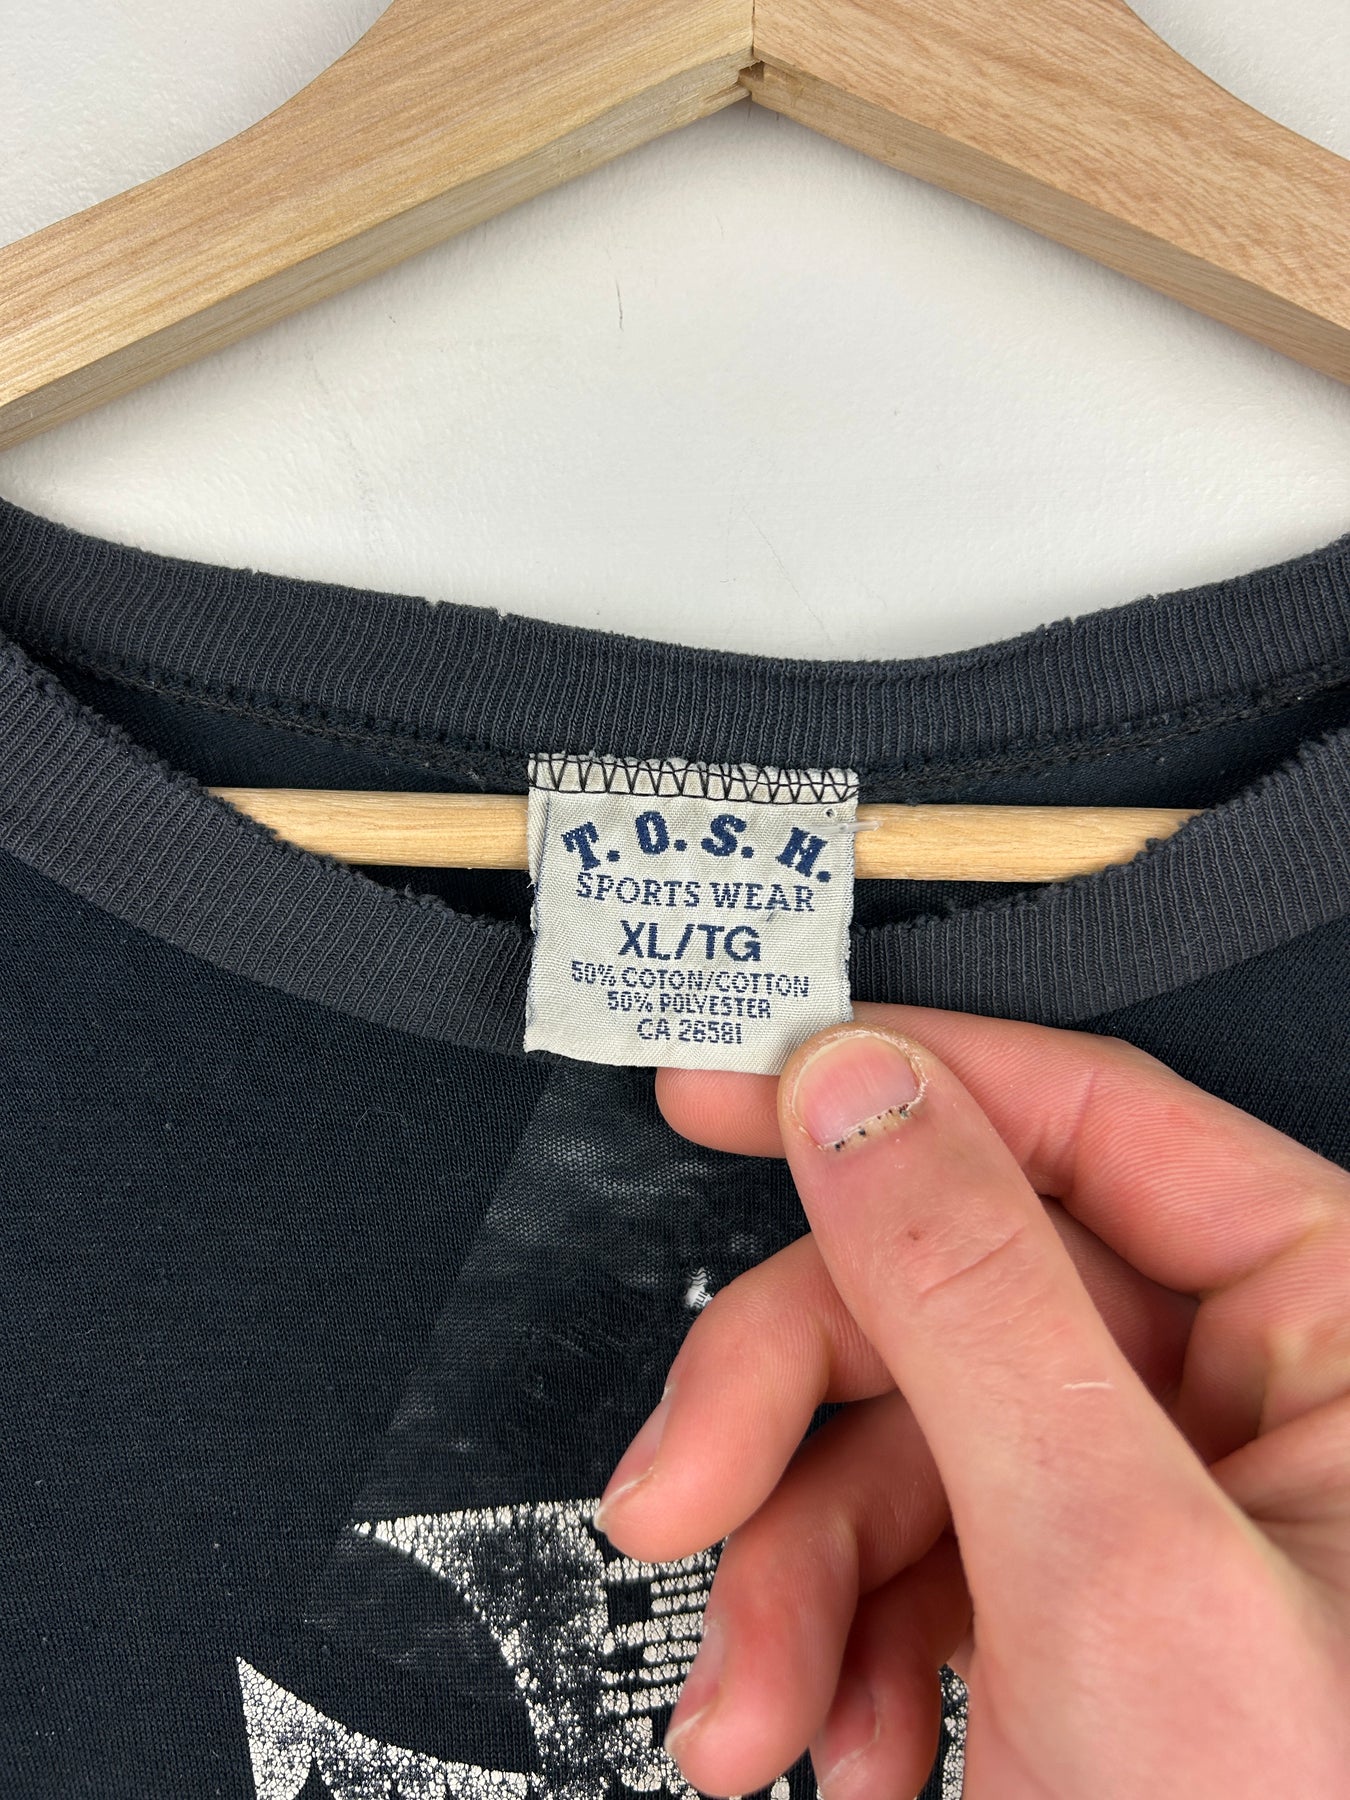 T. O. S. H.
SPORTS WEAR
XL/TG
50% COTON/COTTON
50% POLYESTER
CA 26581